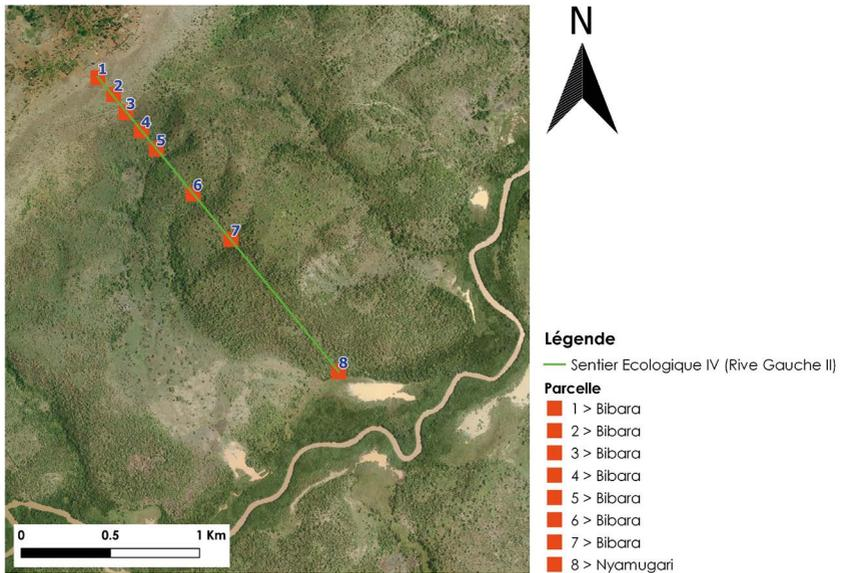 N
1
2
3
4
5
6
7
8
0 0.5 1 Km
Légende
Sentier Ecologique IV (Rive Gauche II)
Parcelle
1 > Bibara
2 > Bibara
3 > Bibara
4 > Bibara
5 > Bibara
6 > Bibara
7 > Bibara
8 > Nyamugari